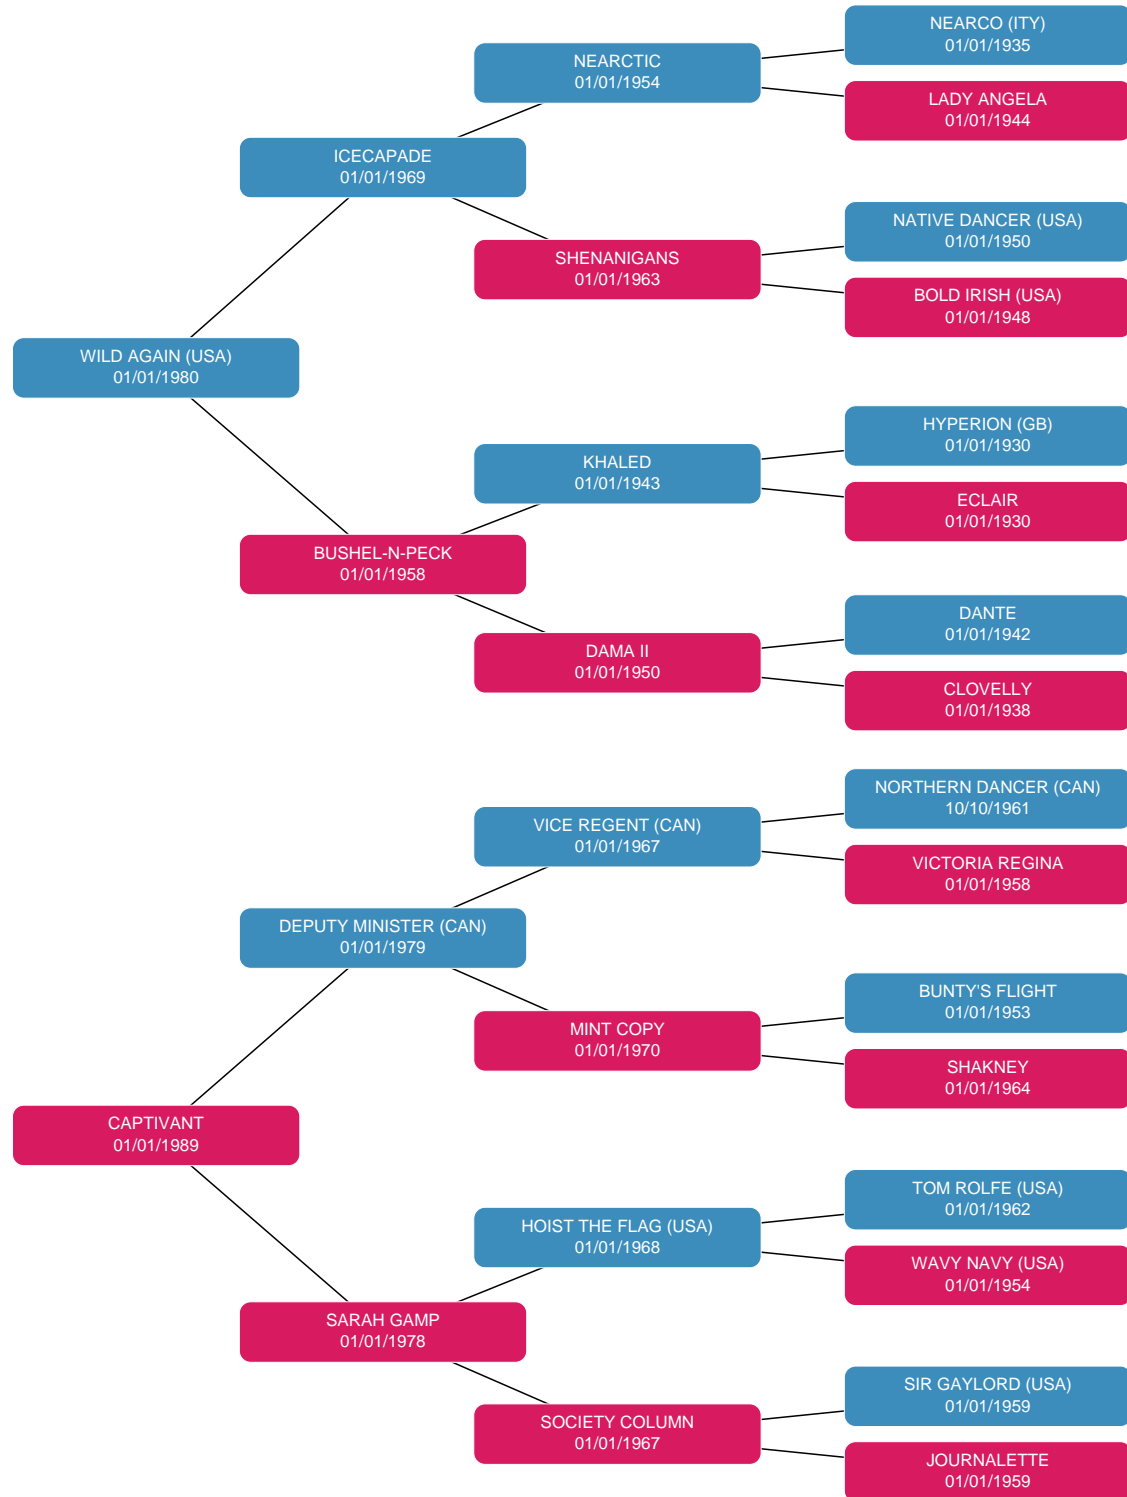 NEARCO (ITY)
01/01/1935
NEARCTIC
01/01/1954
LADY ANGELA
01/01/1944
ICECAPADE
01/01/1969
NATIVE DANCER (USA)
01/01/1950
SHENANIGANS
01/01/1963
BOLD IRISH (USA)
01/01/1948
WILD AGAIN (USA)
01/01/1980
HYPERION (GB)
01/01/1930
KHALED
01/01/1943
ECLAIR
01/01/1930
BUSHEL-N-PECK
01/01/1958
DANTE
01/01/1942
DAMA II
01/01/1950
CLOVELLY
01/01/1938
NORTHERN DANCER (CAN)
10/10/1961
VICE REGENT (CAN)
01/01/1967
VICTORIA REGINA
01/01/1958
DEPUTY MINISTER (CAN)
01/01/1979
BUNTY'S FLIGHT
01/01/1953
MINT COPY
01/01/1970
SHAKNEY
01/01/1964
CAPTIVANT
01/01/1989
TOM ROLFE (USA)
01/01/1962
HOIST THE FLAG (USA)
01/01/1968
WAVY NAVY (USA)
01/01/1954
SARAH GAMP
01/01/1978
SIR GAYLORD (USA)
01/01/1959
SOCIETY COLUMN
01/01/1967
JOURNALETTE
01/01/1959